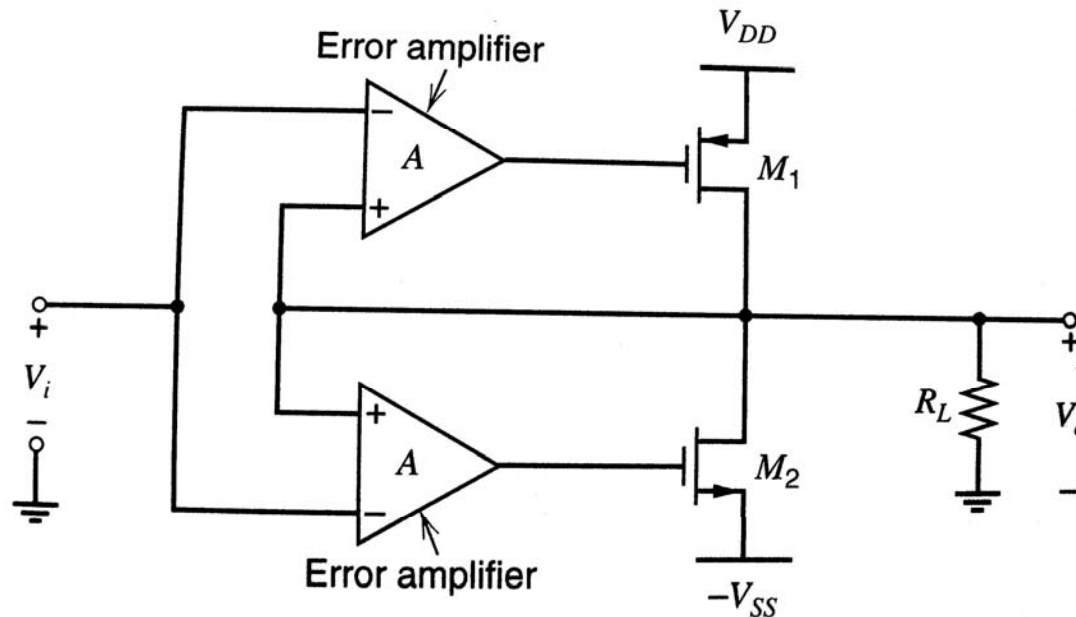 Error amplifier
V_DD
−
A
M_1
+
+
V_i
−
+
A
−
R_L
+
−
M_2
Error amplifier
−V_SS